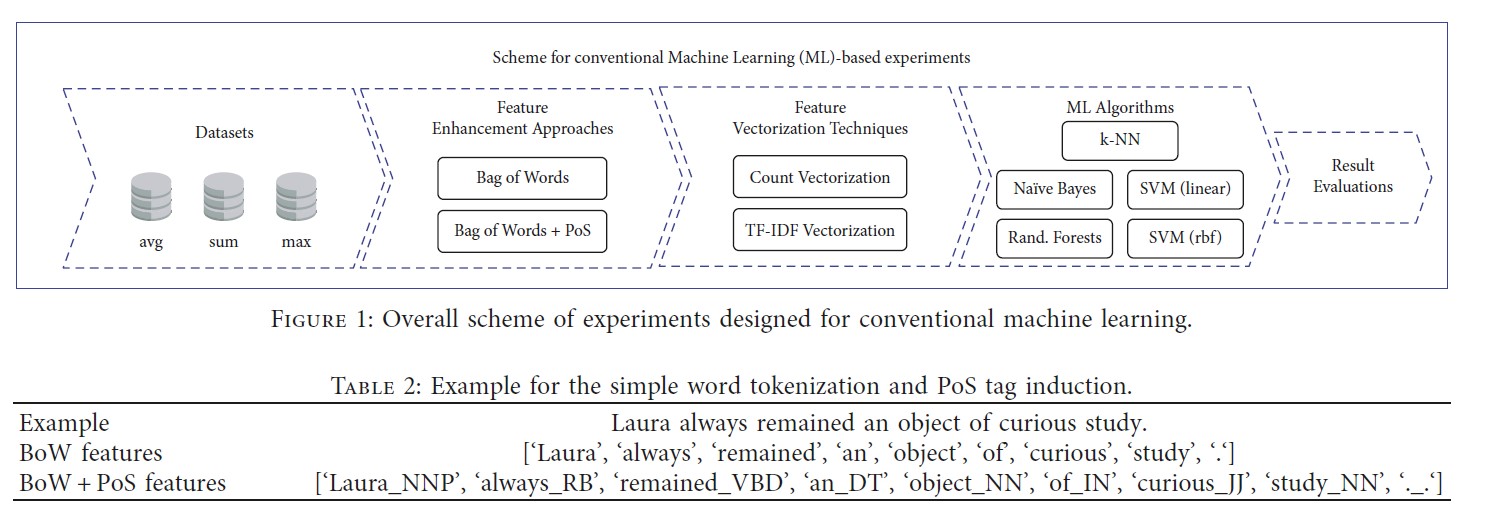 Scheme for conventional Machine Learning (ML)-based experiments
Datasets
avg sum max
Feature
Enhancement Approaches
Bag of Words
Bag of Words + PoS
Feature
Vectorization Techniques
Count Vectorization
TF-IDF Vectorization
ML Algorithms
k-NN
Naïve Bayes SVM (linear)
Rand. Forests SVM (rbf)
Result
Evaluations
Figure 1: Overall scheme of experiments designed for conventional machine learning.
Table 2: Example for the simple word tokenization and PoS tag induction.
Example Laura always remained an object of curious study.
BoW features [‘Laura’, ‘always’, ‘remained’, ‘an’, ‘object’, ‘of’, ‘curious’, ‘study’, ‘.‘]
BoW + PoS features [‘Laura_NNP’, ‘always_RB’, ‘remained_VBD’, ‘an_DT’, ‘object_NN’, ‘of_IN’, ‘curious_JJ’, ‘study_NN’, ‘._.‘]